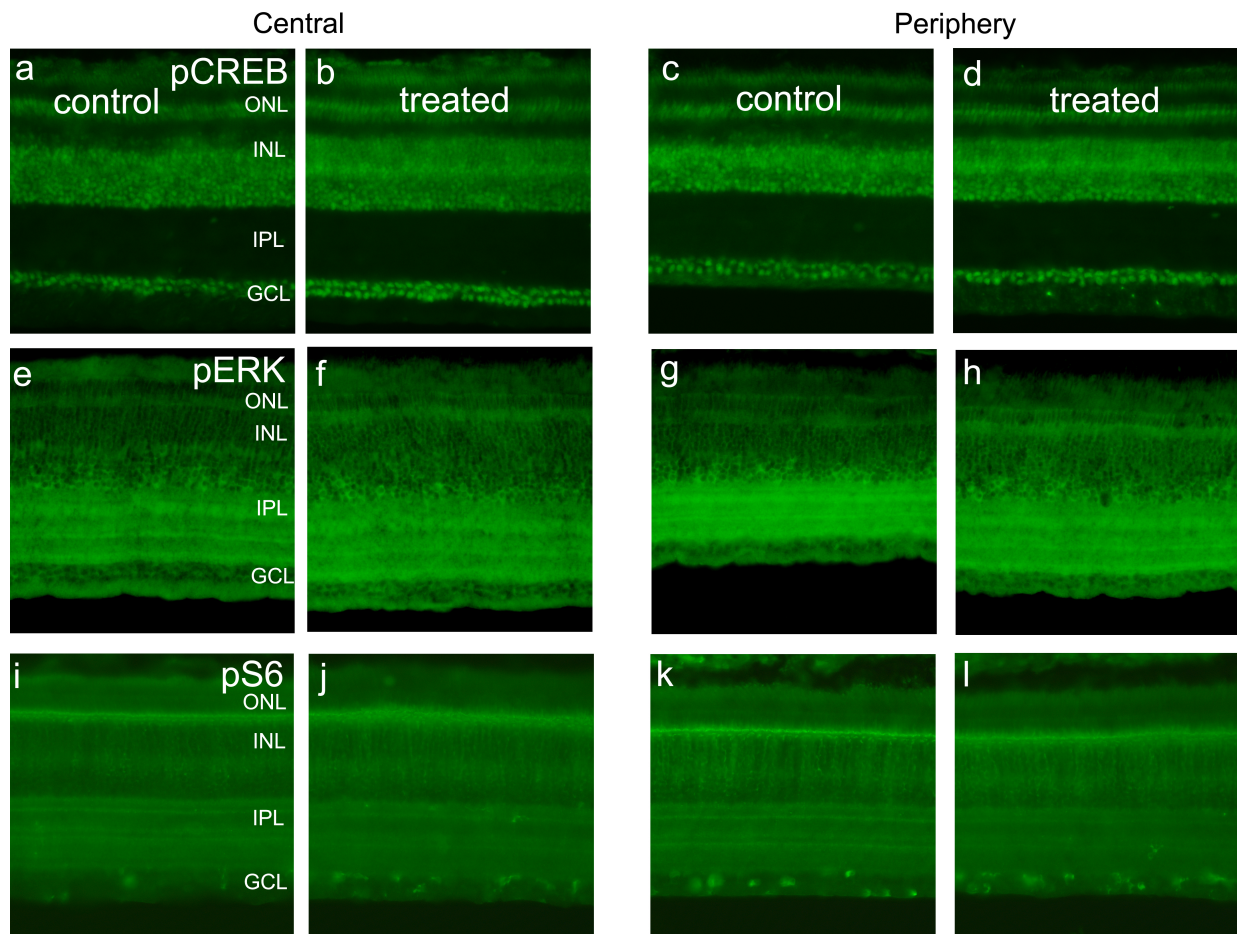 Central Periphery
a pCREB b c d
control treated control treated
ONL
INL
IPL
GCL
e pERK f g h
ONL
INL
IPL
GCL
i pS6 j k l
ONL
INL
IPL
GCL